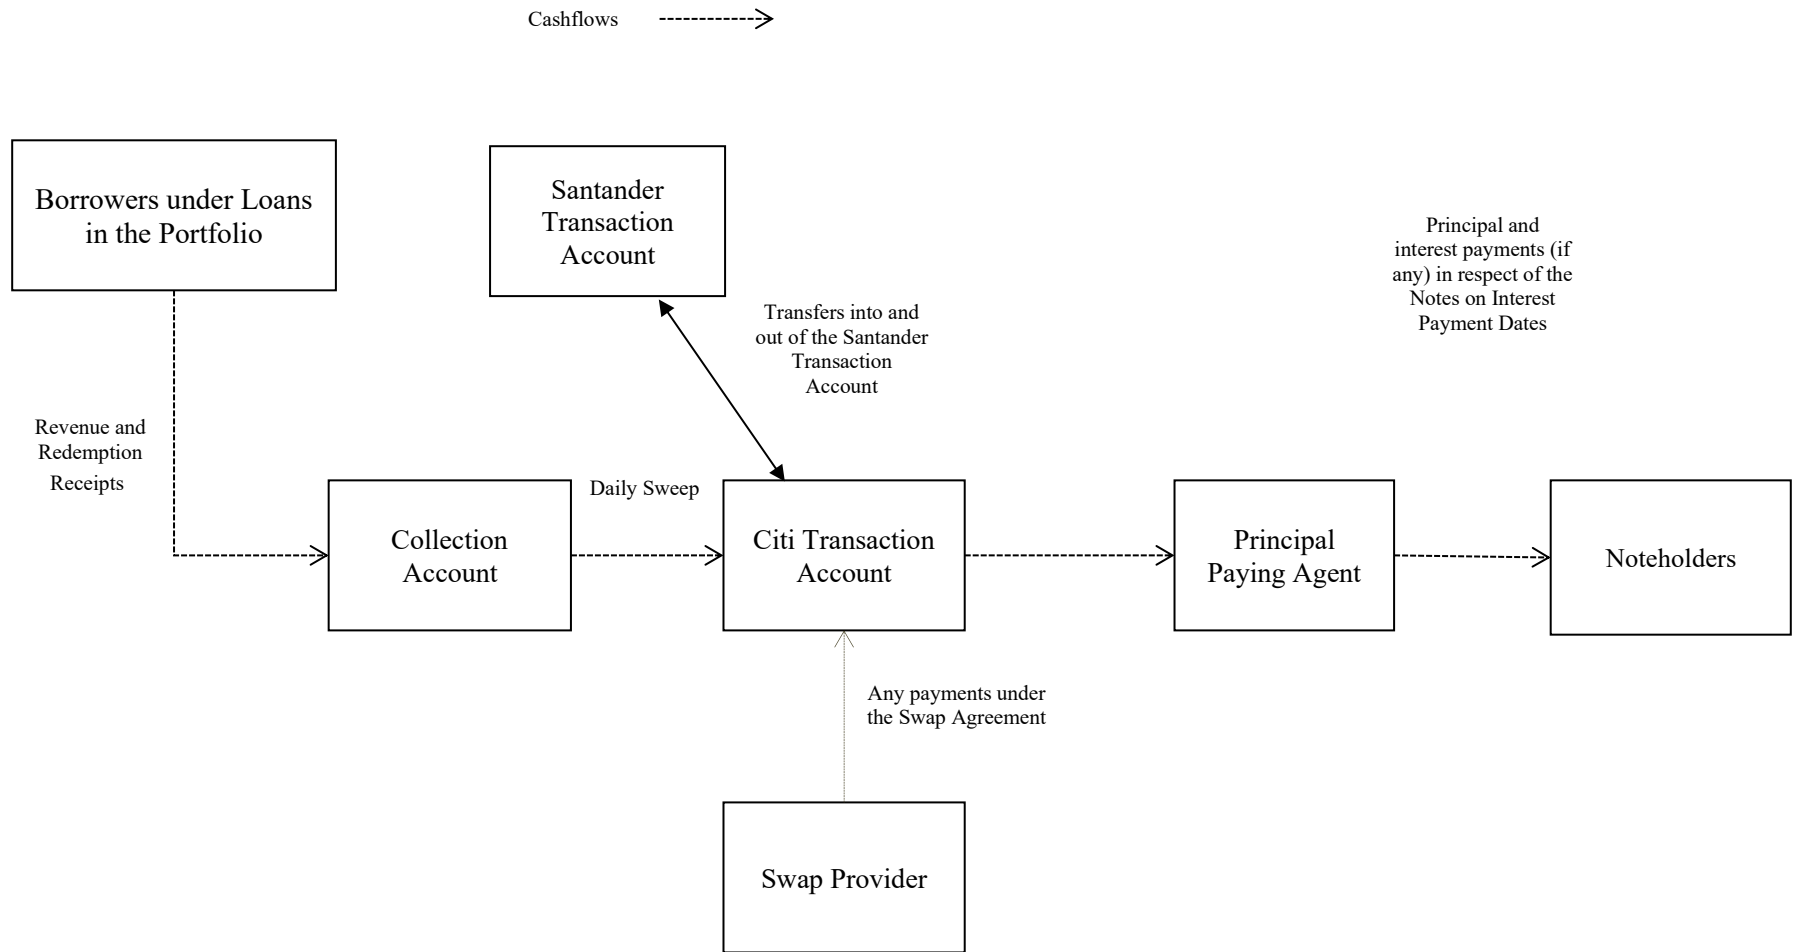 Cashflows
Borrowers under Loans
in the Portfolio
Santander
Transaction
Account
Principal and
interest payments (if
any) in respect of the
Notes on Interest
Payment Dates
Transfers into and
out of the Santander
Transaction
Account
Revenue and
Redemption
Receipts
Daily Sweep
Collection
Account
Citi Transaction
Account
Principal
Paying Agent
Noteholders
Any payments under
the Swap Agreement
Swap Provider